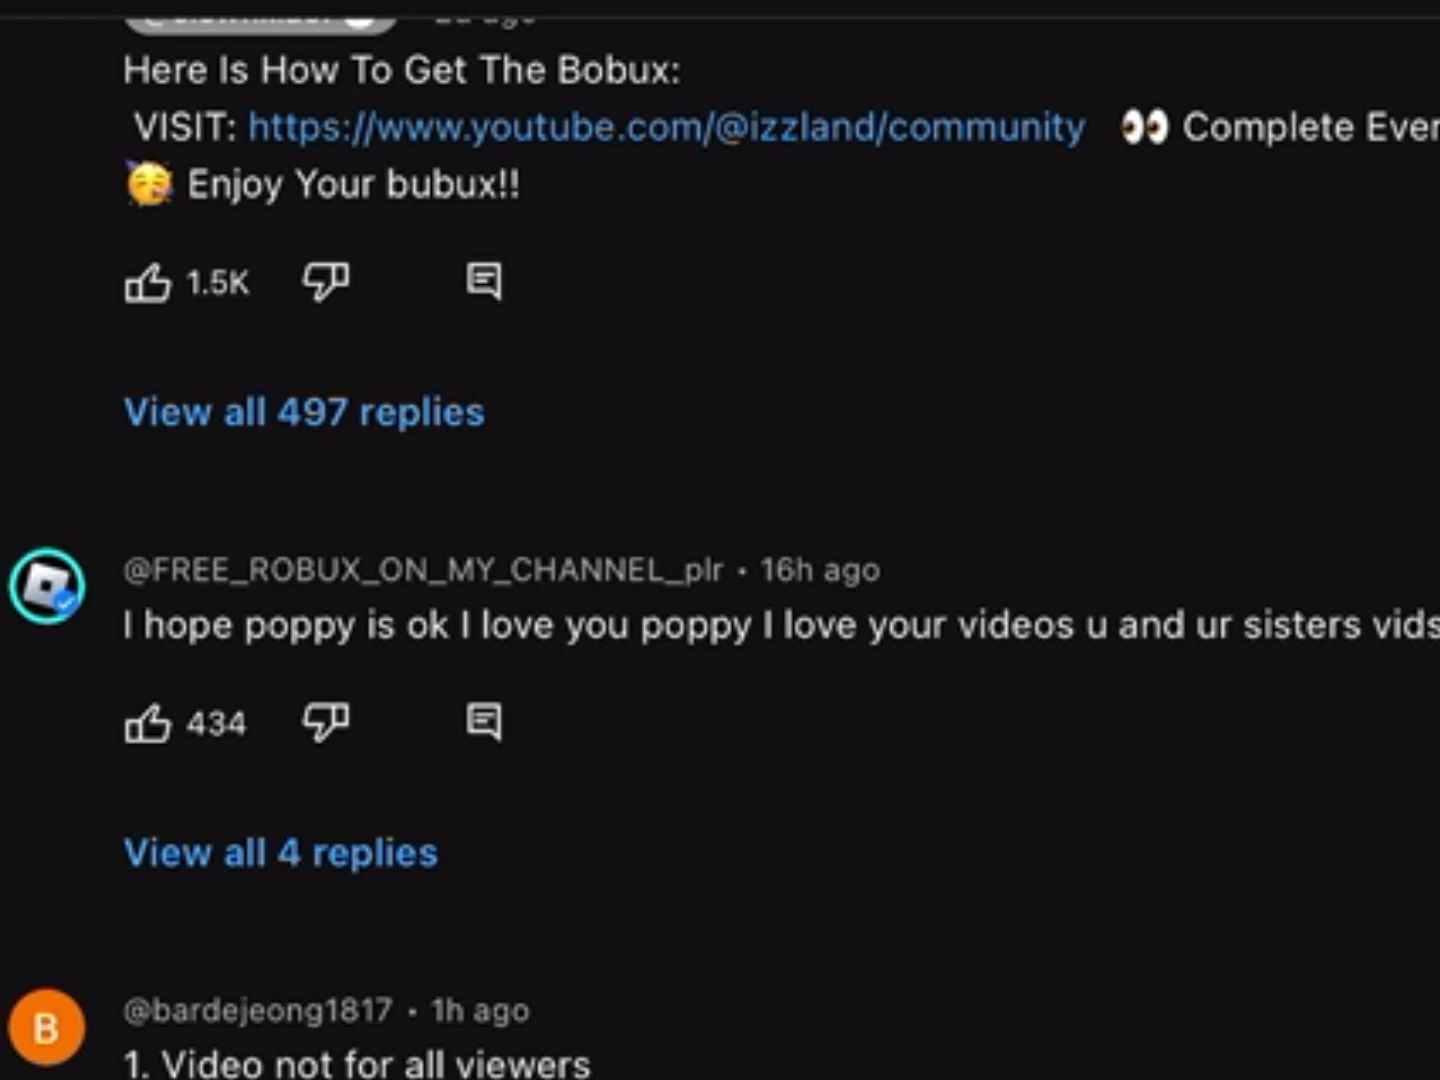 Here Is How To Get The Bobux:
VISIT: https://www.youtube.com/@izzland/community 👀 Complete Ever
🥳 Enjoy Your bubux!!
1.5K
View all 497 replies
@FREE_ROBUX_ON_MY_CHANNEL_plr • 16h ago
I hope poppy is ok I love you poppy I love your videos u and ur sisters vids
434
View all 4 replies
B
@bardejeong1817 • 1h ago
1. Video not for all viewers